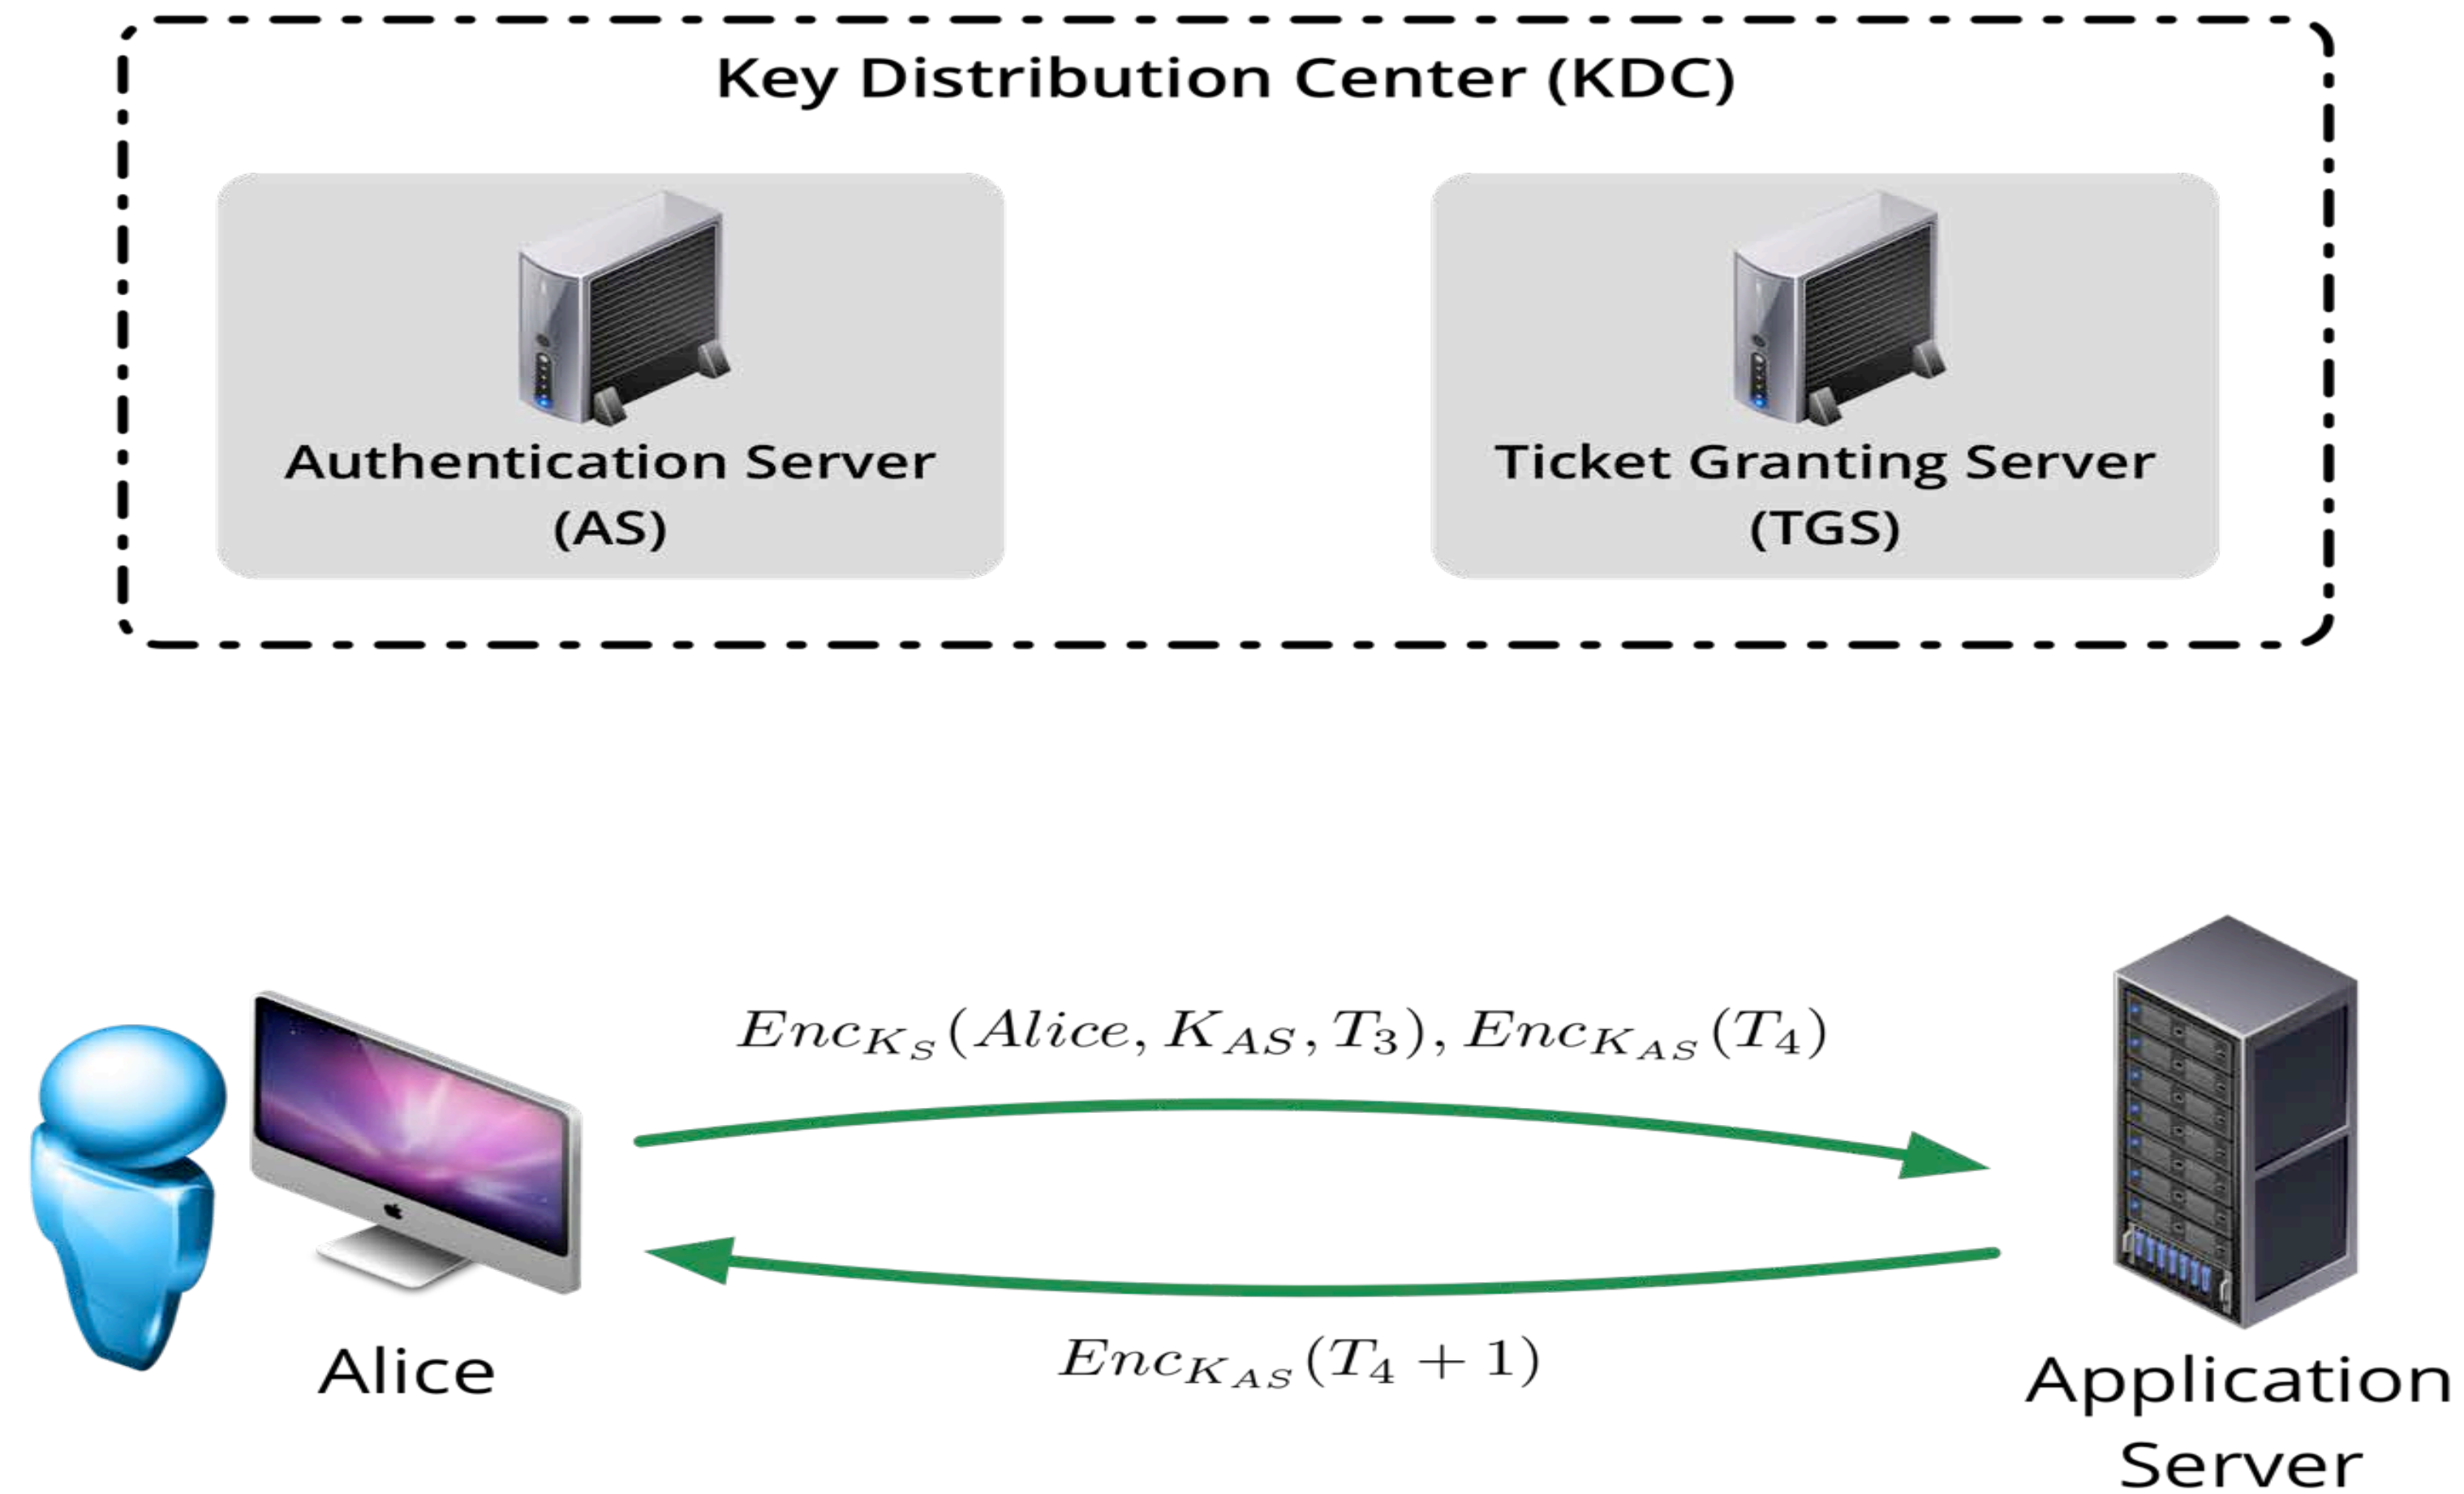 Key Distribution Center (KDC)
Authentication Server
(AS)
Ticket Granting Server
(TGS)
Enc_{K_S}(Alice, K_{AS}, T_3), Enc_{K_{AS}}(T_4)
Enc_{K_{AS}}(T_4 + 1)
Alice
Application
Server